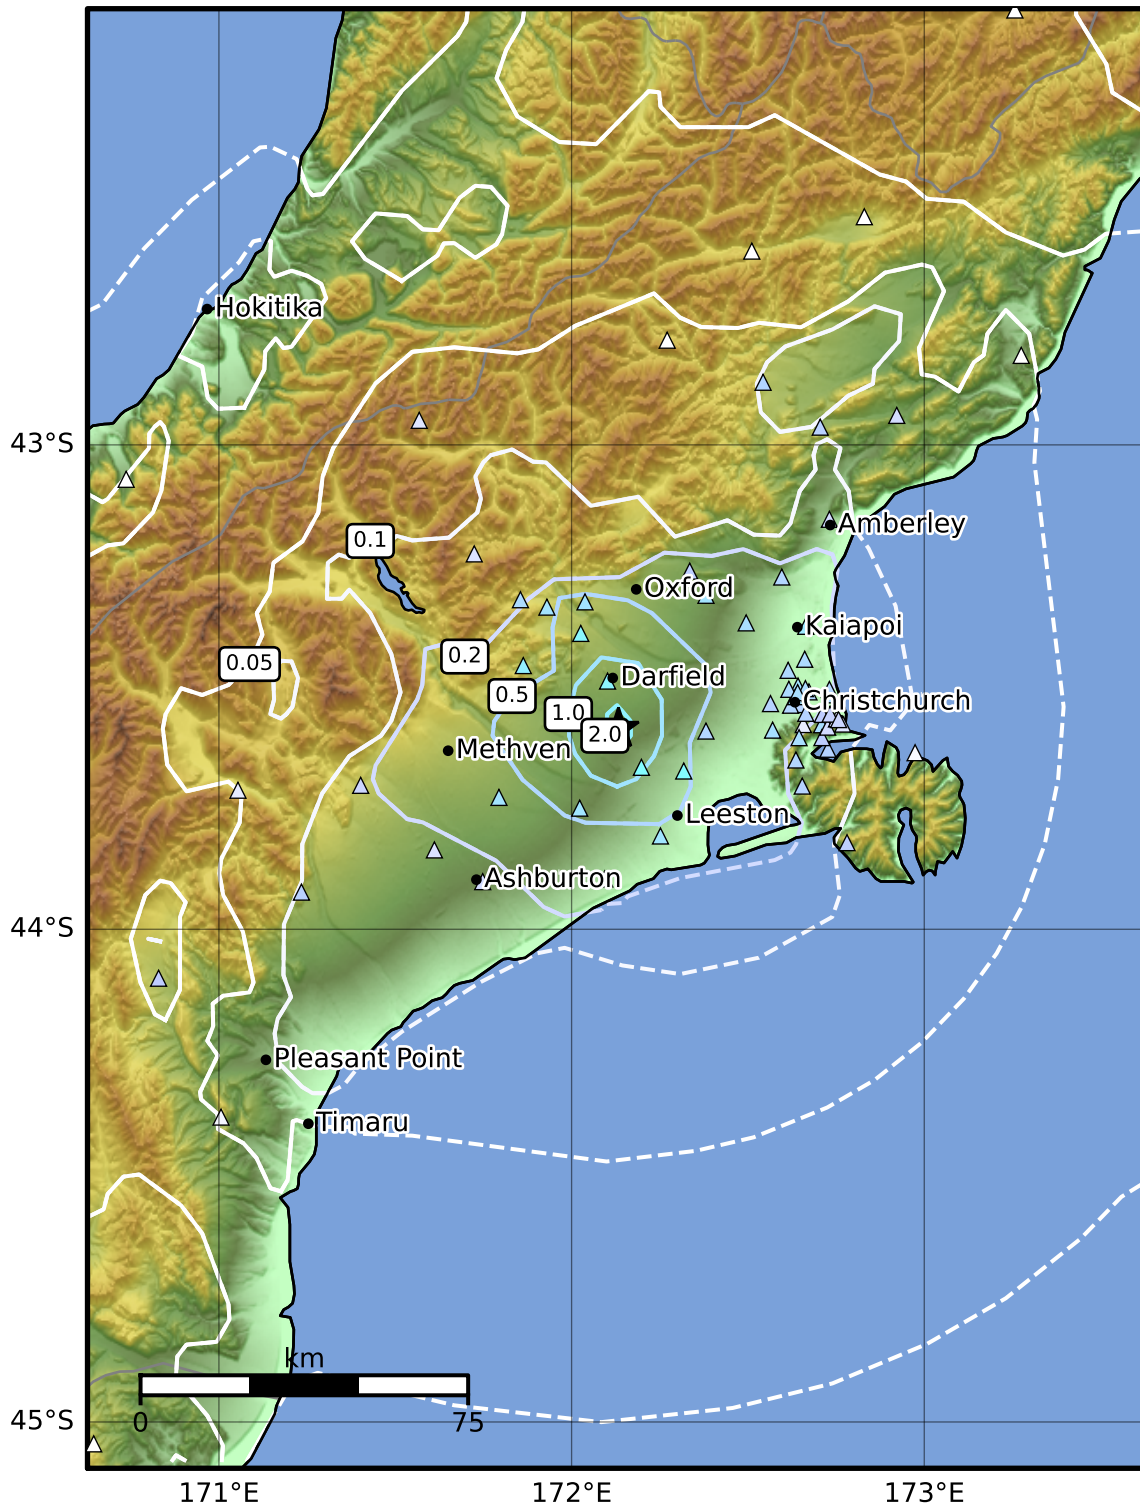 Hokitika
43°S
Amberley
0.1
Oxford
Kaiapoi
0.2
0.05
Darfield
0.5
Christchurch
1.0
2.0
Methven
Leeston
Ashburton
44°S
Pleasant Point
Timaru
km
0 75
45°S
171°E 172°E 173°E